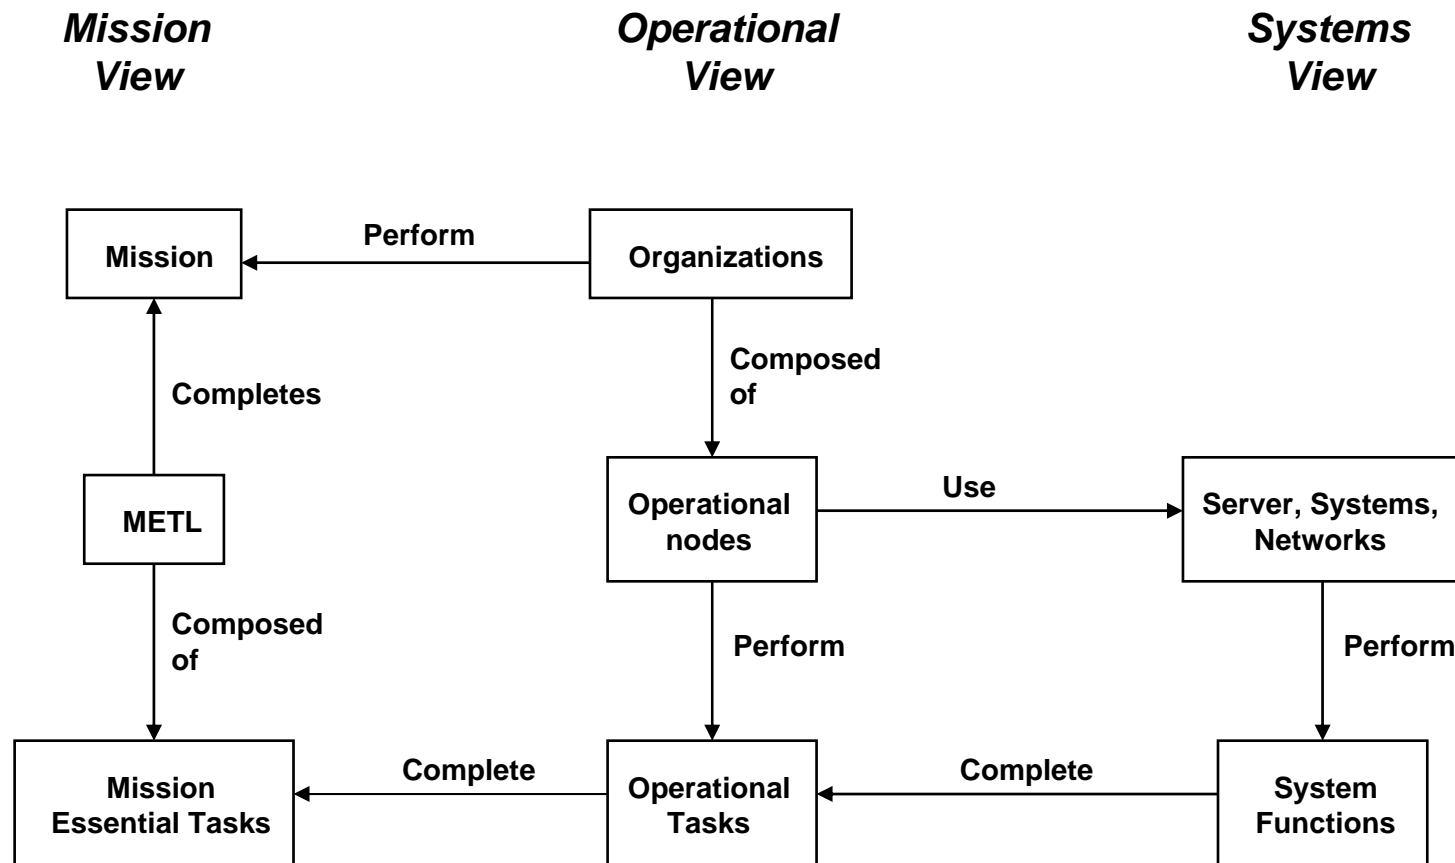 Mission
View
Operational
View
Systems
View
Mission
Perform
Organizations
Completes
Composed
of
METL
Operational
nodes
Use
Server, Systems,
Networks
Composed
of
Perform
Perform
Mission
Essential Tasks
Complete
Operational
Tasks
Complete
System
Functions